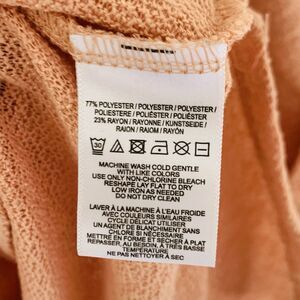 77% POLYESTER / POLYESTER /
POLIESTERE / POLIÉSTER / POLIÉSTER
23% RAYON / RAYONNE / KUNSTSEIDE /
RAION / RAIOM / RAYÓN
30
MACHINE WASH COLD GENTLE
WITH LIKE COLORS
USE ONLY NON-CHLORINE BLEACH
RESHAPE LAY FLAT TO DRY
LOW IRON AS NEEDED
DO NOT DRY CLEAN
LAVER À LA MACHINE À L'EAU FROIDE
AVEC COULEURS SIMILAIRES
CYCLE DÉLICAT UTILISER
UN AGENT DE BLANCHIMENT SANS
CHLORE SI NÉCESSAIRE
METTRE EN FORME ET SECHER À PLAT
REPASSER, AU BESOIN, À TRÈS BASSE
TEMPÉRATURE
NE PAS NETTOYER À SEC